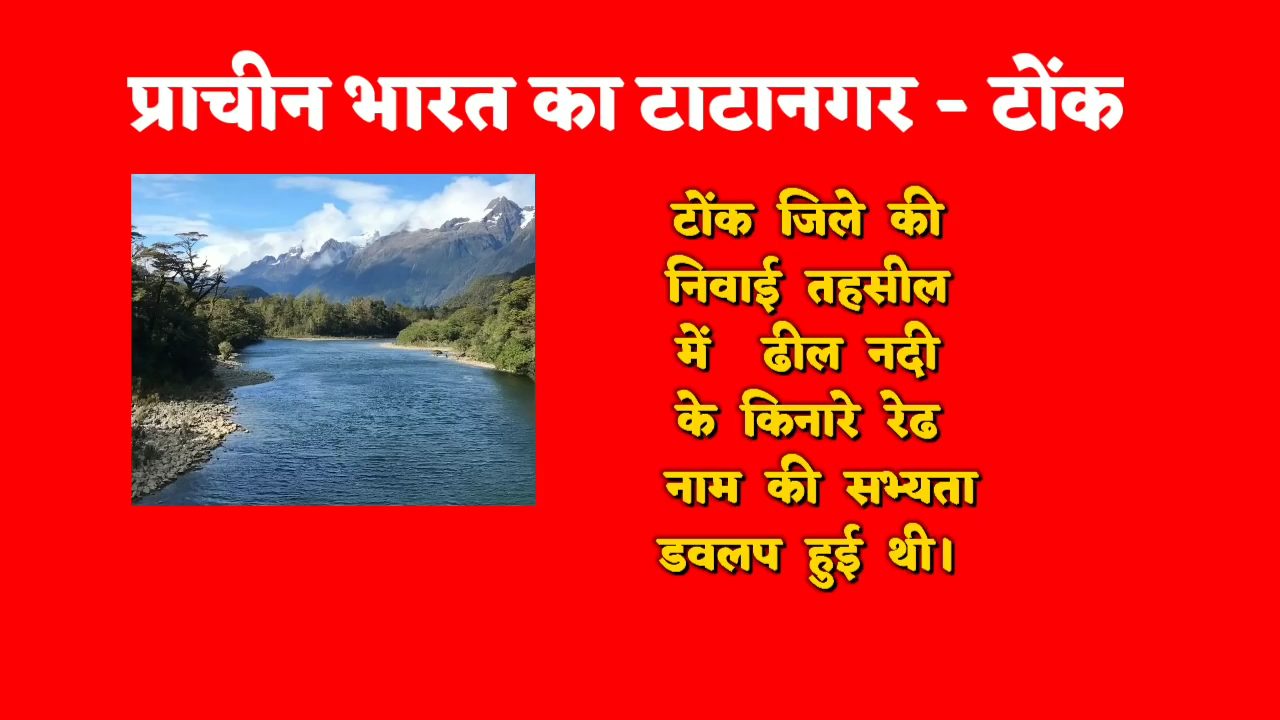 प्राचीन भारत का टाटानगर - टोंक
टोंक जिले की
निवाई तहसील
में ढील नदी
के किनारे रेढ
नाम की सभ्यता
डवलप हुई थी।